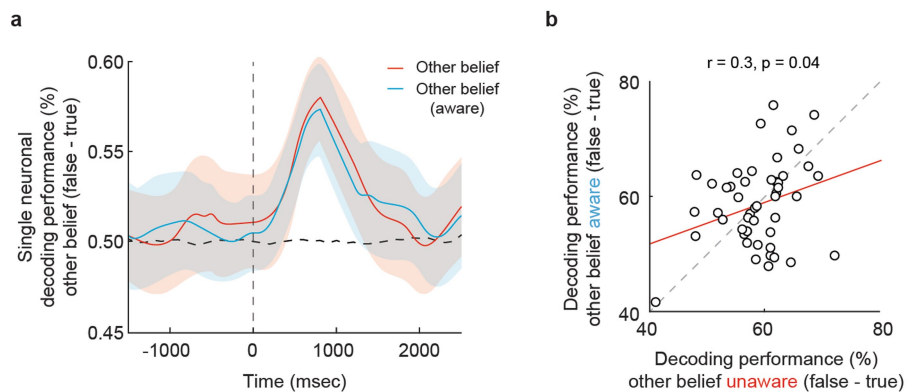 a
Single neuronal
decoding performance (%)
other belief (false - true)
0.60
0.55
0.50
0.45
-1000
0
1000
2000
Time (msec)
Other belief
Other belief
(aware)
b
r = 0.3, p = 0.04
Decoding performance (%)
other belief aware (false - true)
80
60
40
40
60
80
Decoding performance (%)
other belief unaware (false - true)